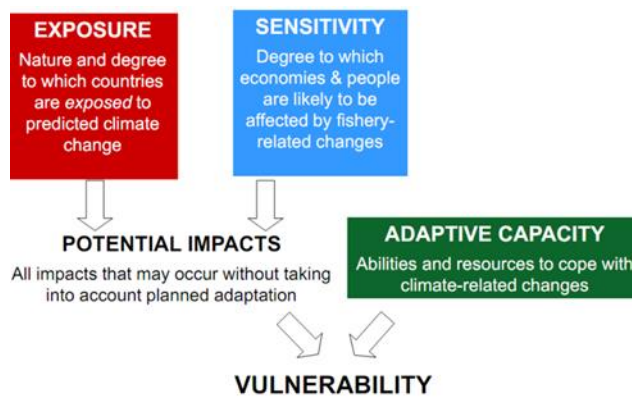 EXPOSURE
Nature and degree
to which countries
are exposed to
predicted climate
change
SENSITIVITY
Degree to which
economies & people
are likely to be
affected by fishery-
related changes
POTENTIAL IMPACTS
All impacts that may occur without taking
into account planned adaptation
ADAPTIVE CAPACITY
Abilities and resources to cope with
climate-related changes
VULNERABILITY